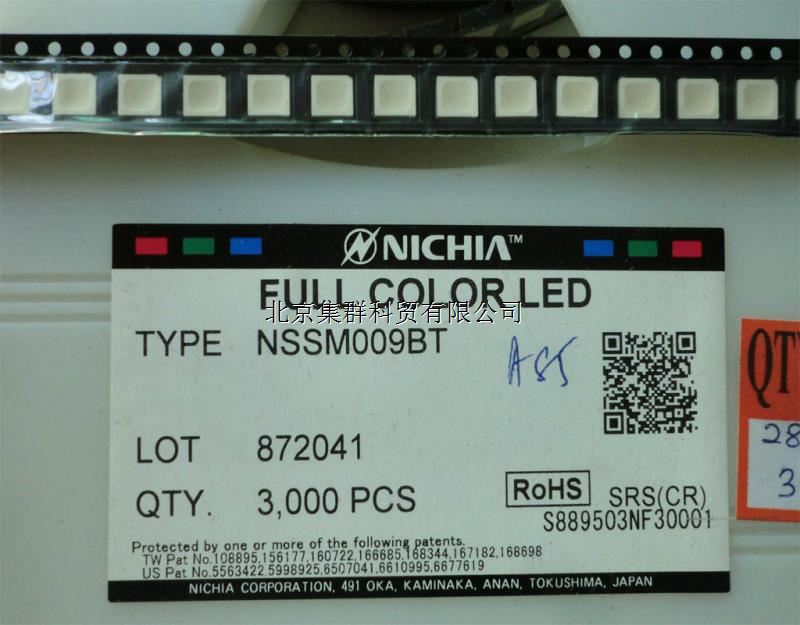 NICHIA™
FULL COLOR LED
北京集群科贸有限公司
TYPE NSSM009BT
LOT 872041
QTY. 3,000 PCS
RoHS
SRS(CR)
S889503NF30001
Protected by one or more of the following patents.
TW Pat No.108895,156177,160722,166685,168344,167182,168698
US Pat No.5563422,5998925,6507041,6610995,6677619
NICHIA CORPORATION, 491 OKA, KAMINAKA, ANAN, TOKUSHIMA, JAPAN
QTY
28
3